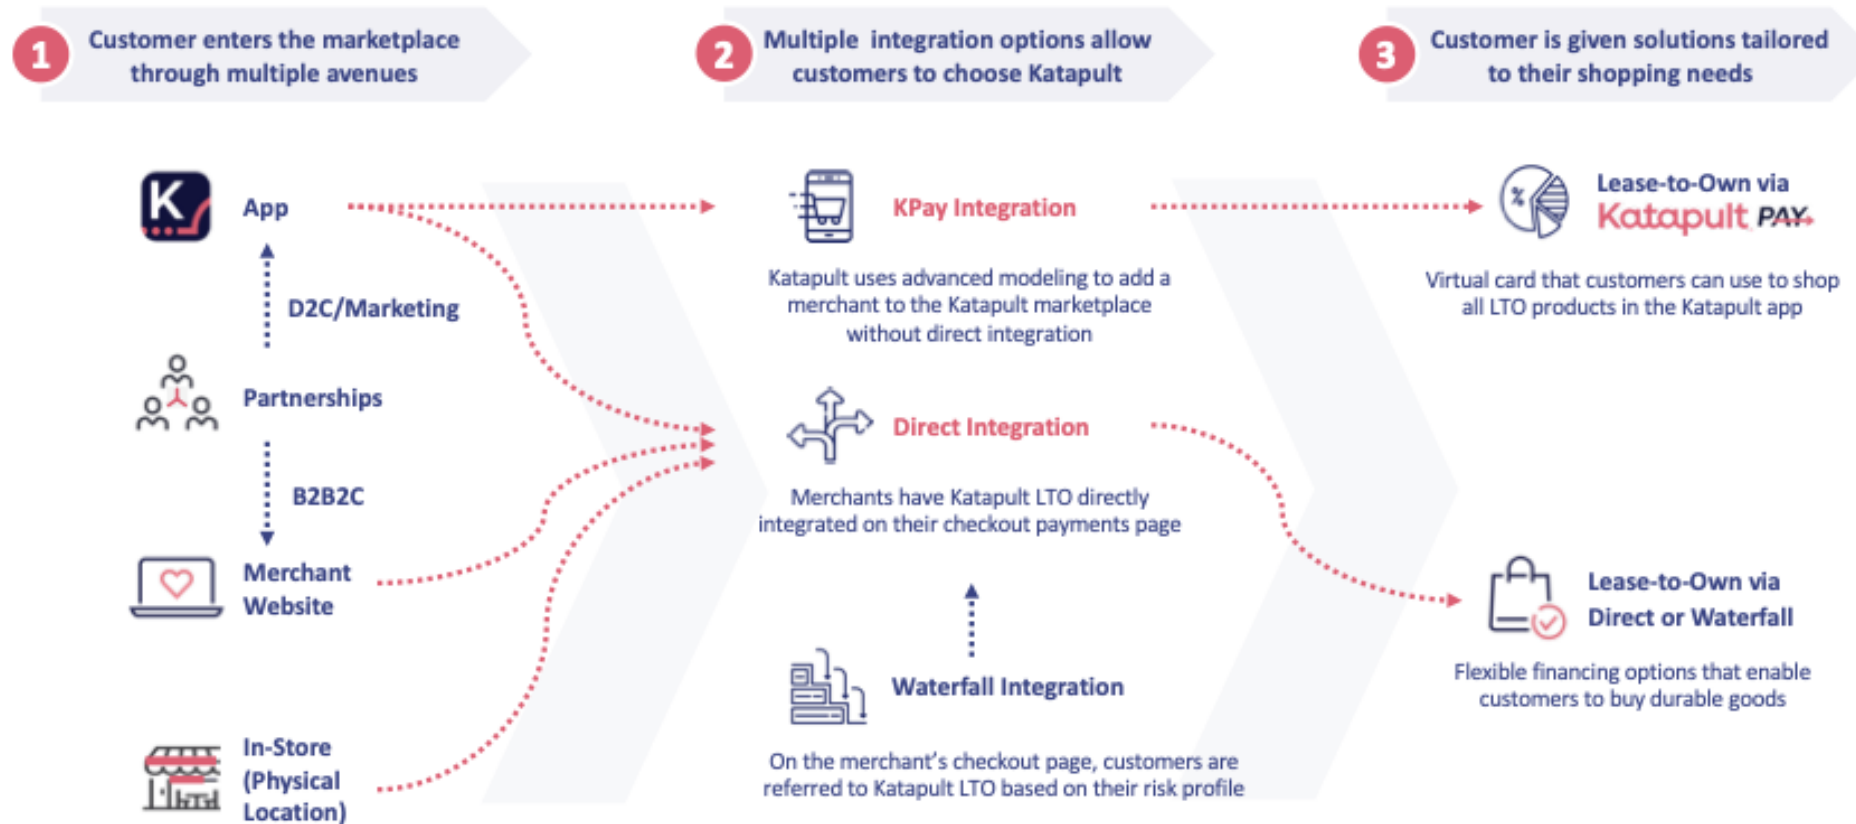 1
Customer enters the marketplace
through multiple avenues
2
Multiple integration options allow
customers to choose Katapult
3
Customer is given solutions tailored
to their shopping needs
K
App
D2C/Marketing
Partnerships
B2B2C
Merchant
Website
In-Store
(Physical
Location)
KPay Integration
Katapult uses advanced modeling to add a
merchant to the Katapult marketplace
without direct integration
Direct Integration
Merchants have Katapult LTO directly
integrated on their checkout payments page
Waterfall Integration
On the merchant's checkout page, customers are
referred to Katapult LTO based on their risk profile
%
Lease-to-Own via
Katapult PAY
Virtual card that customers can use to shop
all LTO products in the Katapult app
Lease-to-Own via
Direct or Waterfall
Flexible financing options that enable
customers to buy durable goods